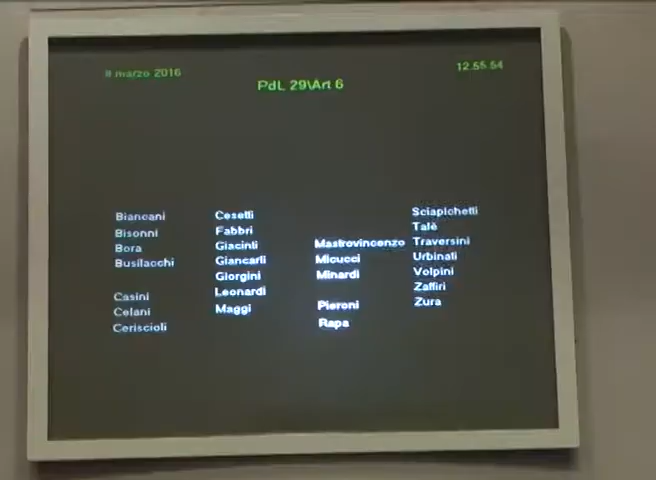 8 marzo 2016
12.55.54
PdL 29\Art 6
Biancani
Bisonni
Bora
Busilacchi
Casini
Celani
Ceriscioli
Cesetti
Fabbri
Giacinti
Giancarli
Giorgini
Leonardi
Maggi
Mastrovincenzo
Micucci
Minardi
Pieroni
Rapa
Sciapichetti
Talè
Traversini
Urbinati
Volpini
Zaffiri
Zura